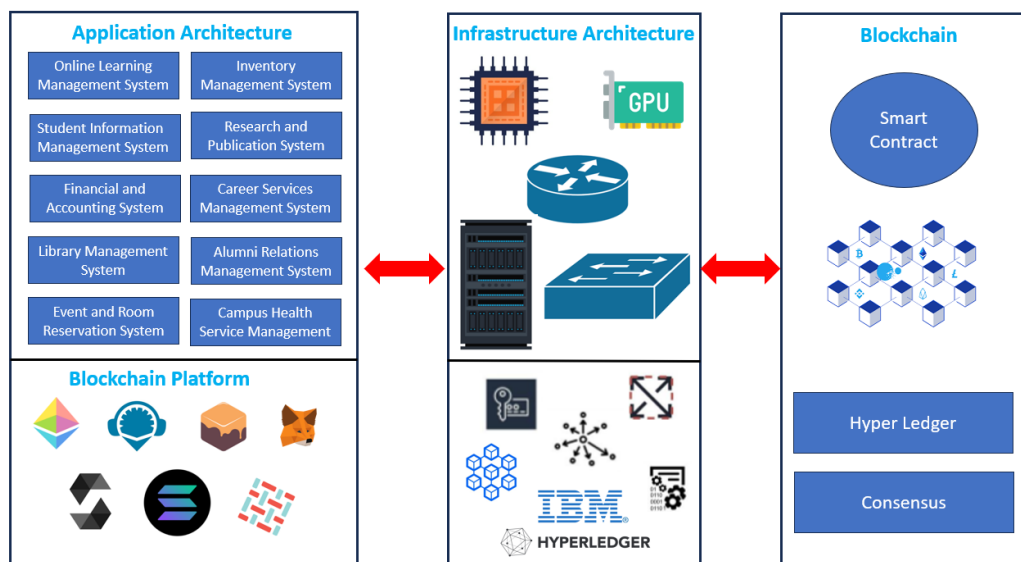 Application Architecture
Online Learning
Management System
Inventory
Management System
Student Information
Management System
Research and
Publication System
Financial and
Accounting System
Career Services
Management System
Library Management
System
Alumni Relations
Management System
Event and Room
Reservation System
Campus Health
Service Management
Blockchain Platform
Infrastructure Architecture
GPU
IBM
HYPERLEDGER
Blockchain
Smart
Contract
Hyper Ledger
Consensus